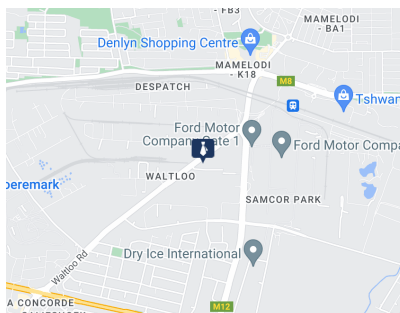 - FB3
MAMELODI
- BA1
Denlyn Shopping Centre
MAMELODI
- K18
M8
DESPATCH
Tshwan
Ford Motor
Company Gate 1
Ford Motor Compa
WALTLOO
peremark
SAMCOR PARK
Waltloo Rd
Dry Ice International
A CONCORDE
M12